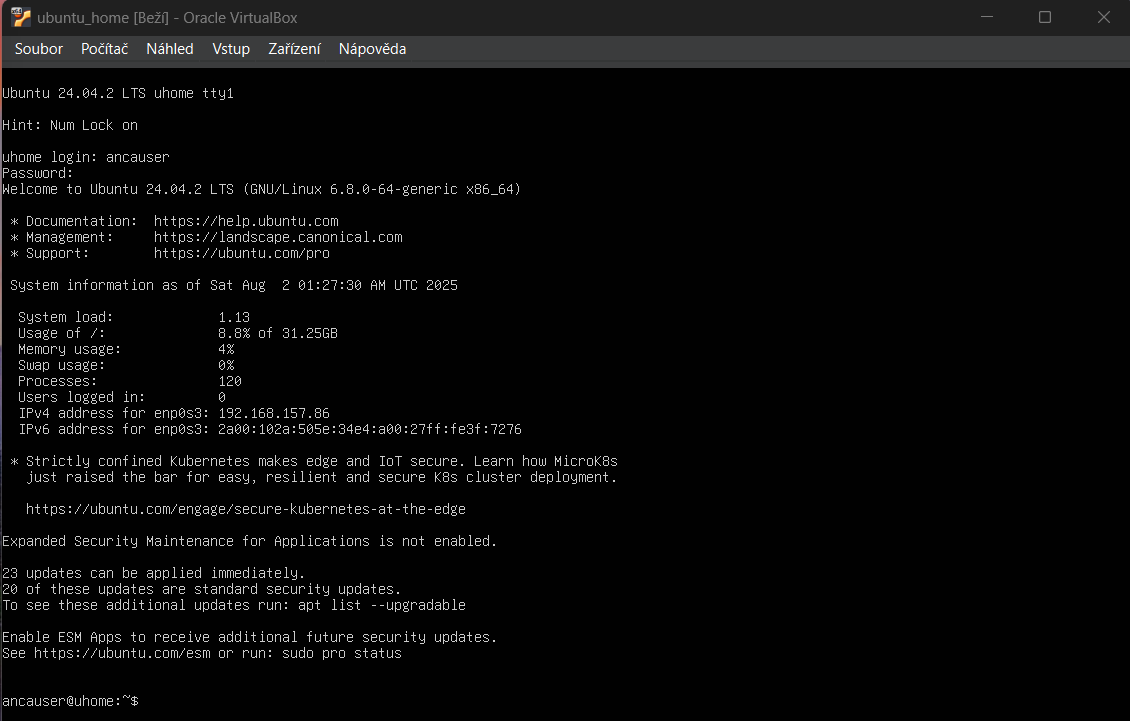 ubuntu_home [Beží] - Oracle VirtualBox
Soubor Počítač Náhled Vstup Zařízení Nápověda
Ubuntu 24.04.2 LTS uhome tty1
Hint: Num Lock on
uhome login: ancauser
Password:
Welcome to Ubuntu 24.04.2 LTS (GNU/Linux 6.8.0-64-generic x86_64)
* Documentation:  https://help.ubuntu.com
* Management:     https://landscape.canonical.com
* Support:        https://ubuntu.com/pro
System information as of Sat Aug  2 01:27:30 AM UTC 2025
System load:             1.13
Usage of /:              8.8% of 31.25GB
Memory usage:            4%
Swap usage:              0%
Processes:               120
Users logged in:         0
IPv4 address for enp0s3: 192.168.157.86
IPv6 address for enp0s3: 2a00:102a:505e:34e4:a00:27ff:fe3f:7276
* Strictly confined Kubernetes makes edge and IoT secure. Learn how MicroK8s
just raised the bar for easy, resilient and secure K8s cluster deployment.
https://ubuntu.com/engage/secure-kubernetes-at-the-edge
Expanded Security Maintenance for Applications is not enabled.
23 updates can be applied immediately.
20 of these updates are standard security updates.
To see these additional updates run: apt list --upgradable
Enable ESM Apps to receive additional future security updates.
See https://ubuntu.com/esm or run: sudo pro status
ancauser@uhome:~$